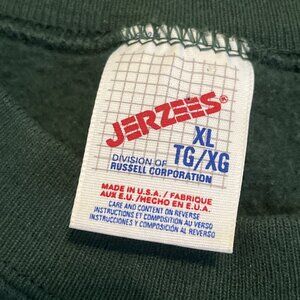 JERZEES®
XL
TG/XG
DIVISION OF
RUSSELL CORPORATION
MADE IN U.S.A. / FABRIQUE
AUX E.U./HECHO EN E.U.A.
CARE AND CONTENT ON REVERSE
INSTRUCTIONS ET COMPOSITION AU VERSO
INSTRUCCIONES Y COMPOSICIÓN AL REVERSO